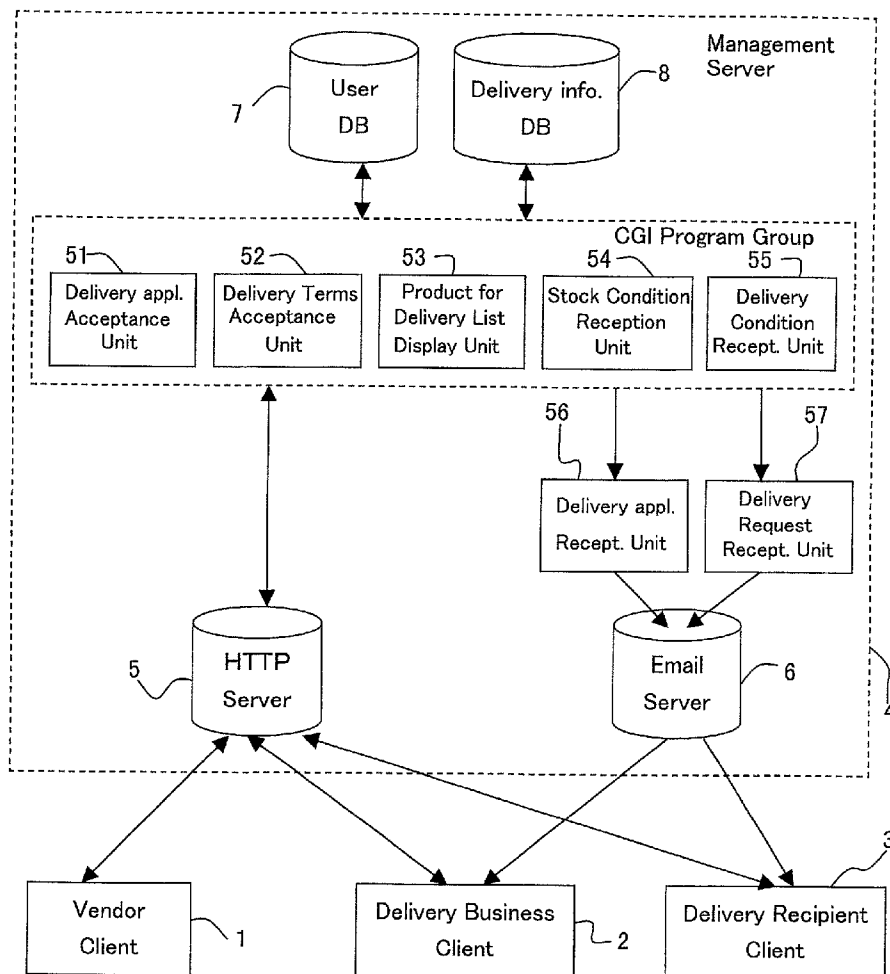 Management
Server
7
User
DB
Delivery info.
DB
8
CGI Program Group
51
52
53
54
55
Delivery appl.
Acceptance
Unit
Delivery Terms
Acceptance
Unit
Product for
Delivery List
Display Unit
Stock Condition
Reception
Unit
Delivery
Condition
Recept. Unit
56
57
Delivery appl.
Recept. Unit
Delivery
Request
Recept. Unit
5
HTTP
Server
Email
Server
6
4
3
Vendor
Client
1
Delivery Business
Client
2
Delivery Recipient
Client